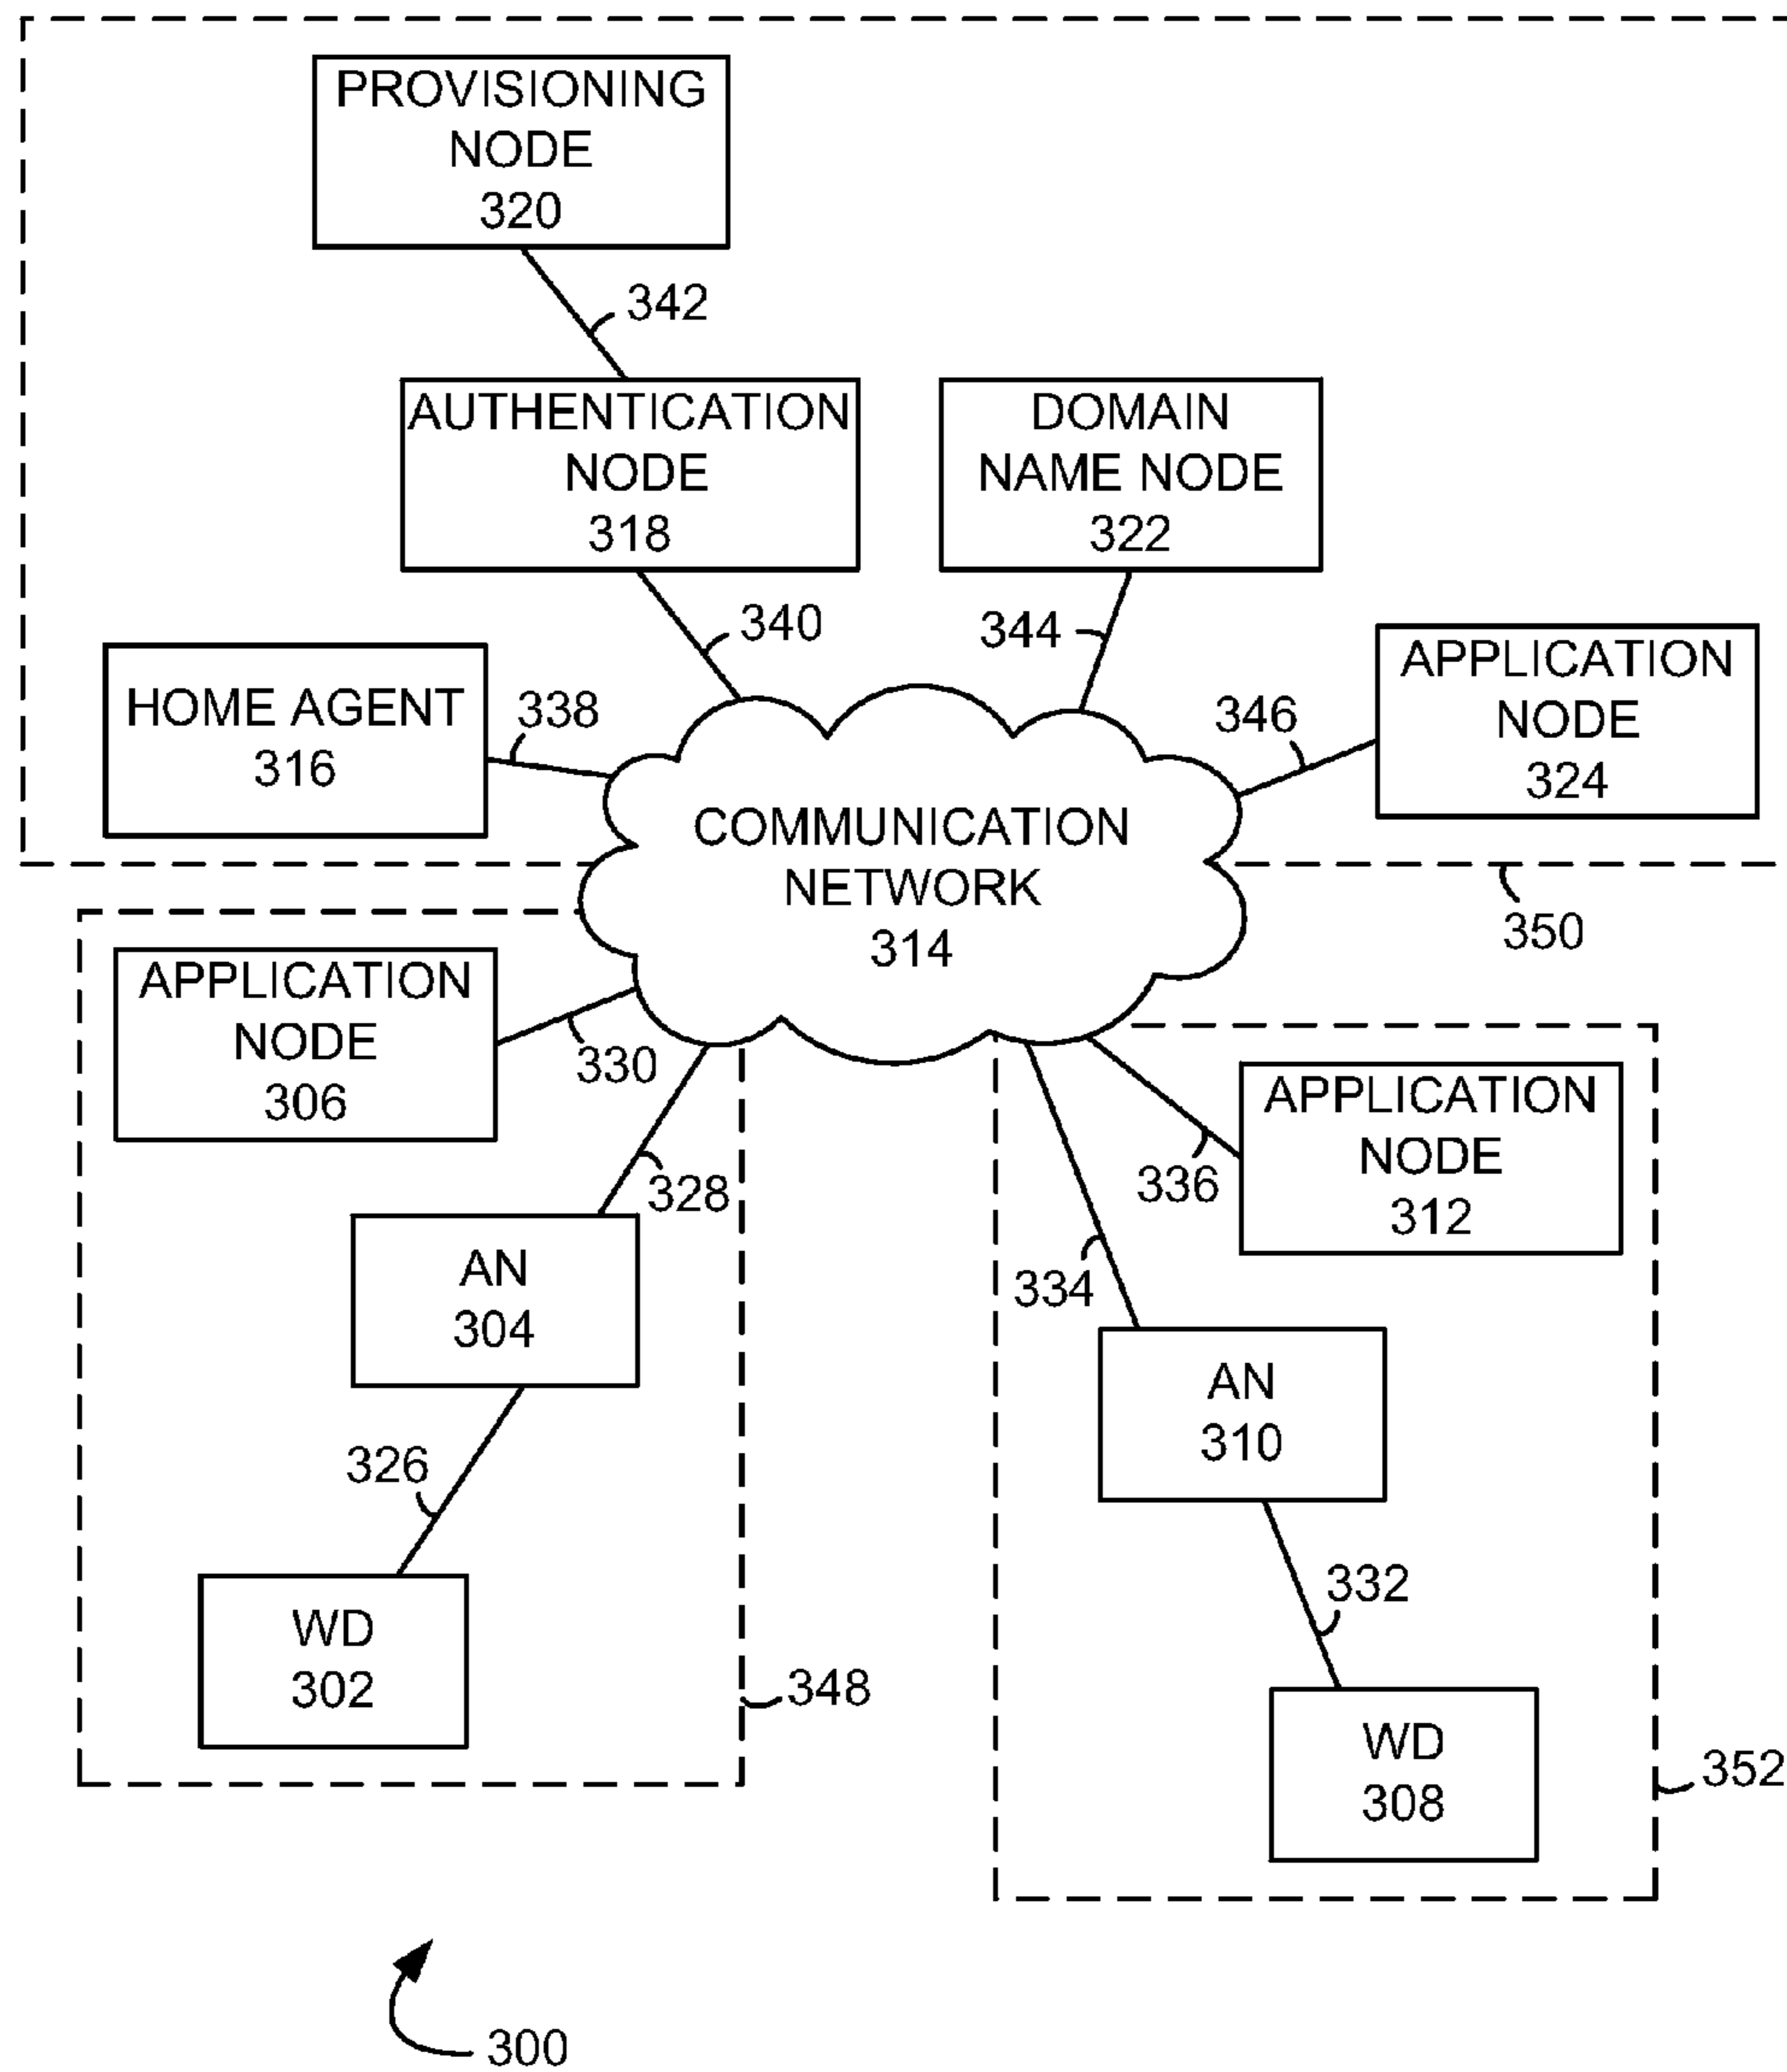 PROVISIONING
NODE
320
342
AUTHENTICATION
NODE
318
DOMAIN
NAME NODE
322
340
344
HOME AGENT
316
338
346
APPLICATION
NODE
324
COMMUNICATION
NETWORK
314
350
APPLICATION
NODE
306
330
328
APPLICATION
NODE
312
336
334
AN
304
AN
310
326
332
WD
302
348
WD
308
352
300